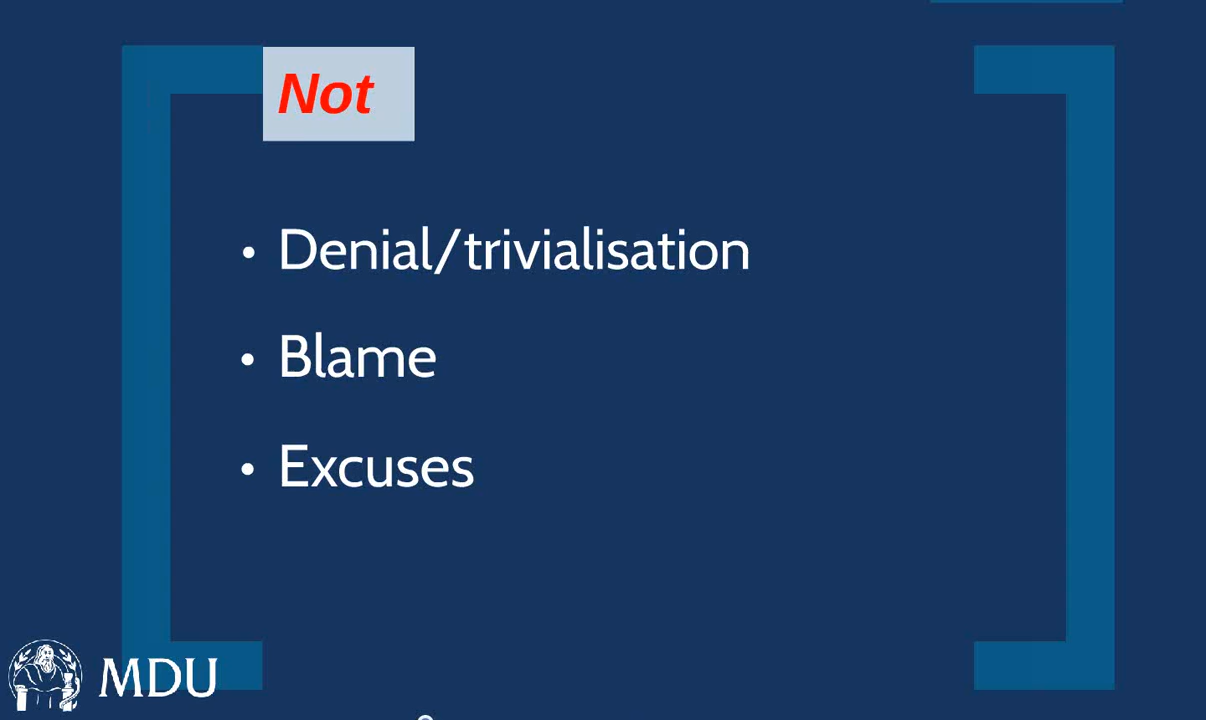 Not
• Denial/trivialisation
• Blame
• Excuses
MDU